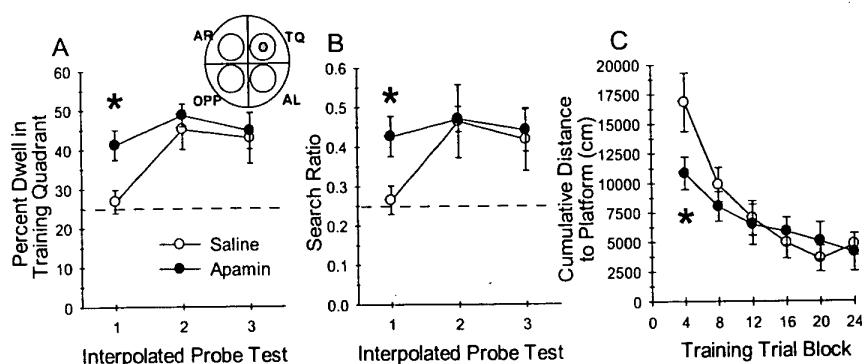 A
AR
TQ
OPP
AL
60
50
40
30
20
10
0
Percent Dwell in
Training Quadrant
*
Saline
Apamin
1 2 3
Interpolated Probe Test
B
0.6
0.5
0.4
0.3
0.2
0.1
0.0
Search Ratio
*
1 2 3
Interpolated Probe Test
C
20000
17500
15000
12500
10000
7500
5000
2500
0
Cumulative Distance
to Platform (cm)
*
0 4 8 12 16 20 24
Training Trial Block